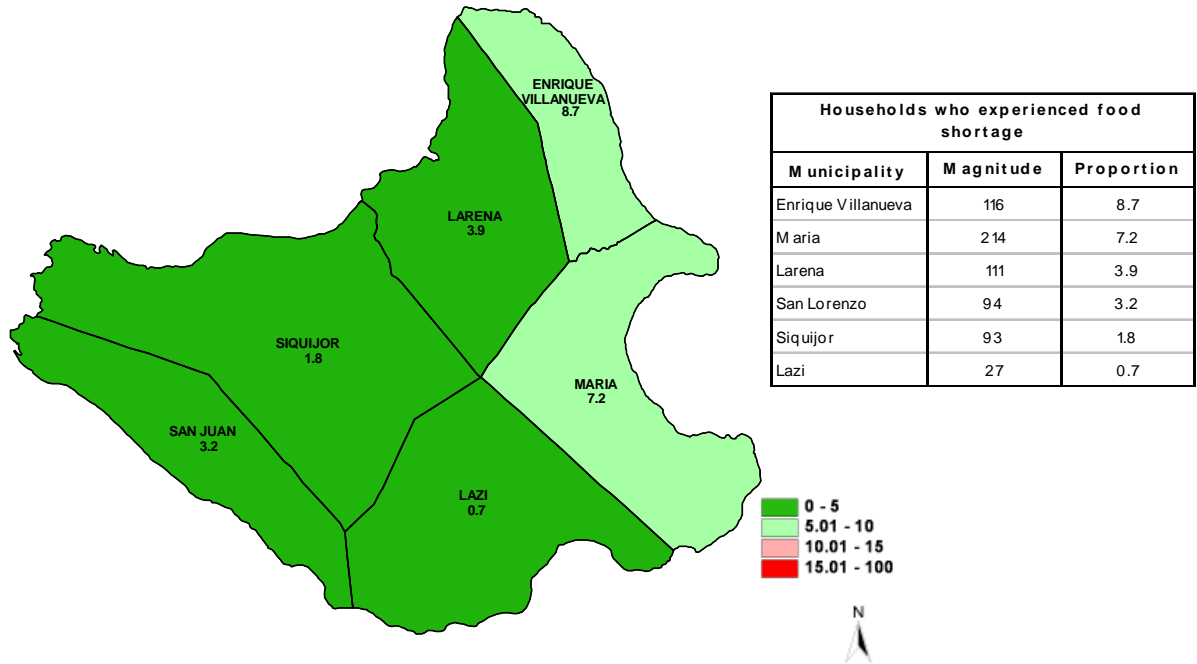 ENRIQUE
VILLANUEVA
8.7
LARENA
3.9
SIQUIJOR
1.8
MARIA
7.2
SAN JUAN
3.2
LAZI
0.7
Households who experienced food
shortage
Municipality Magnitude Proportion
Enrique Villanueva 116 8.7
Maria 214 7.2
Larena 111 3.9
San Lorenzo 94 3.2
Siquijor 93 1.8
Lazi 27 0.7
0 - 5
5.01 - 10
10.01 - 15
15.01 - 100
N